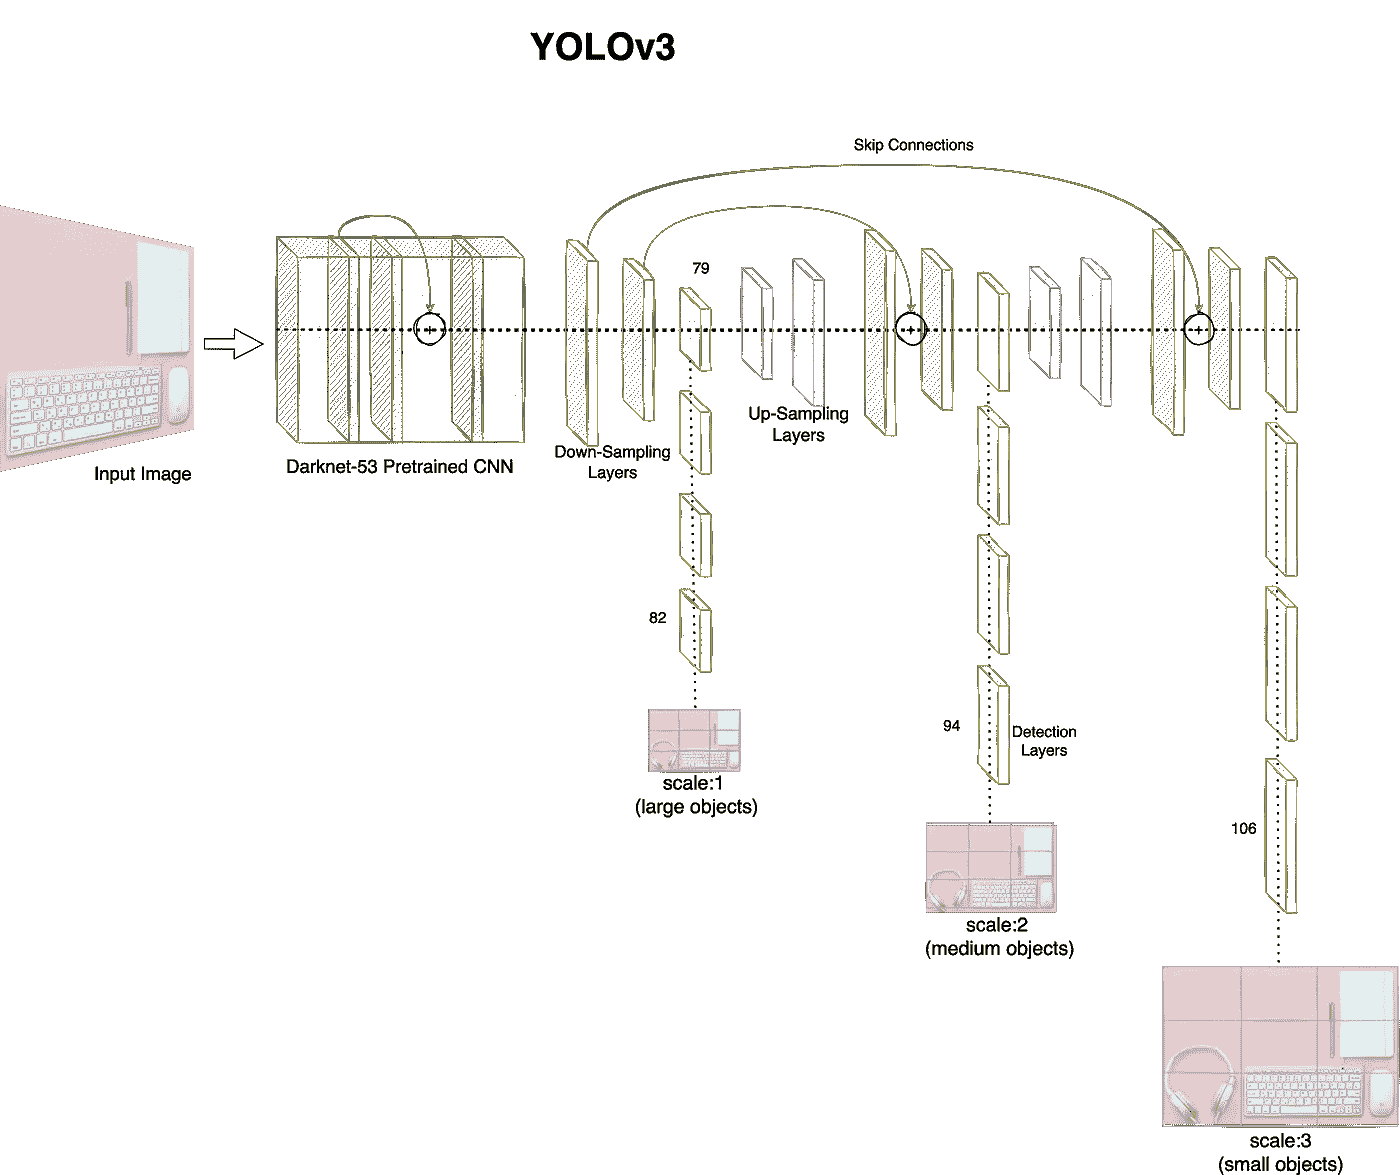 YOLOv3
Skip Connections
79
Up-Sampling
Layers
Down-Sampling
Layers
Input Image
Darknet-53 Pretrained CNN
82
94
Detection
Layers
scale:1
(large objects)
106
scale:2
(medium objects)
scale:3
(small objects)